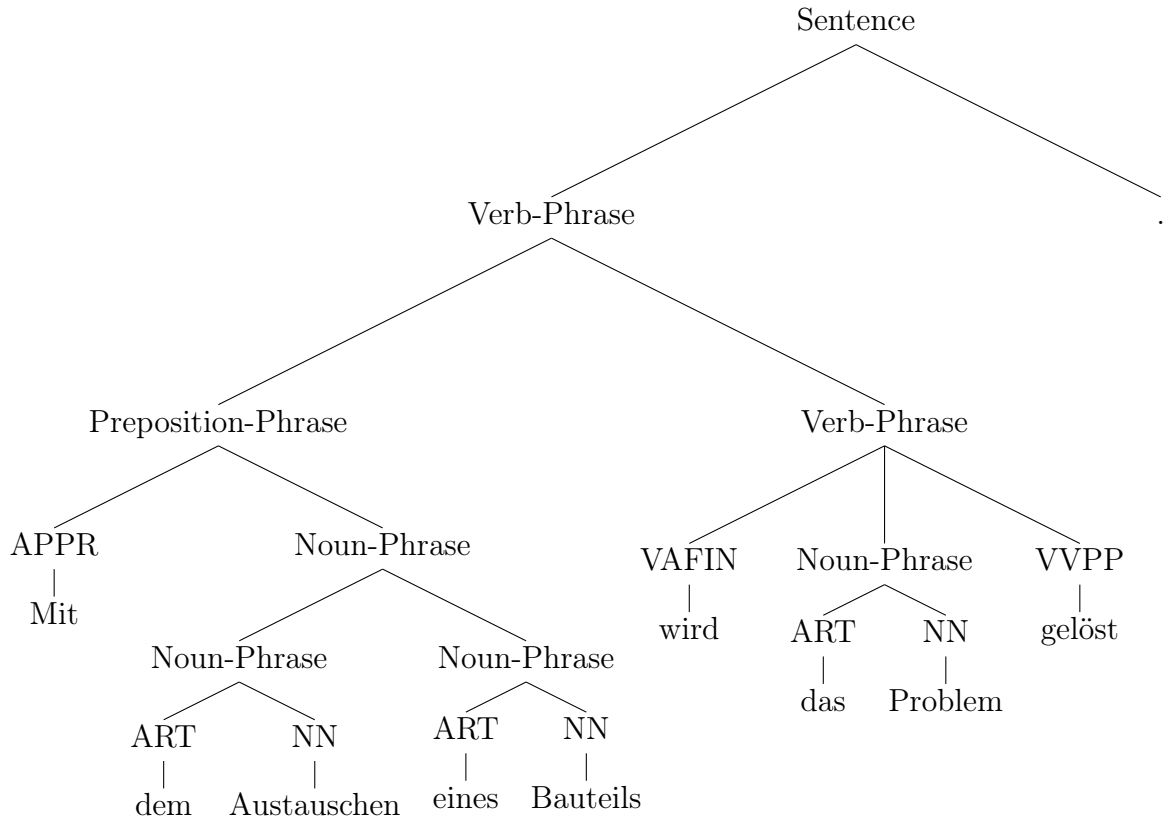 Sentence
Verb-Phrase .
Preposition-Phrase Verb-Phrase
APPR Noun-Phrase VAFIN Noun-Phrase VVPP
Mit wird ART NN gelöst
Noun-Phrase Noun-Phrase das Problem
ART NN ART NN
dem Austauschen eines Bauteils